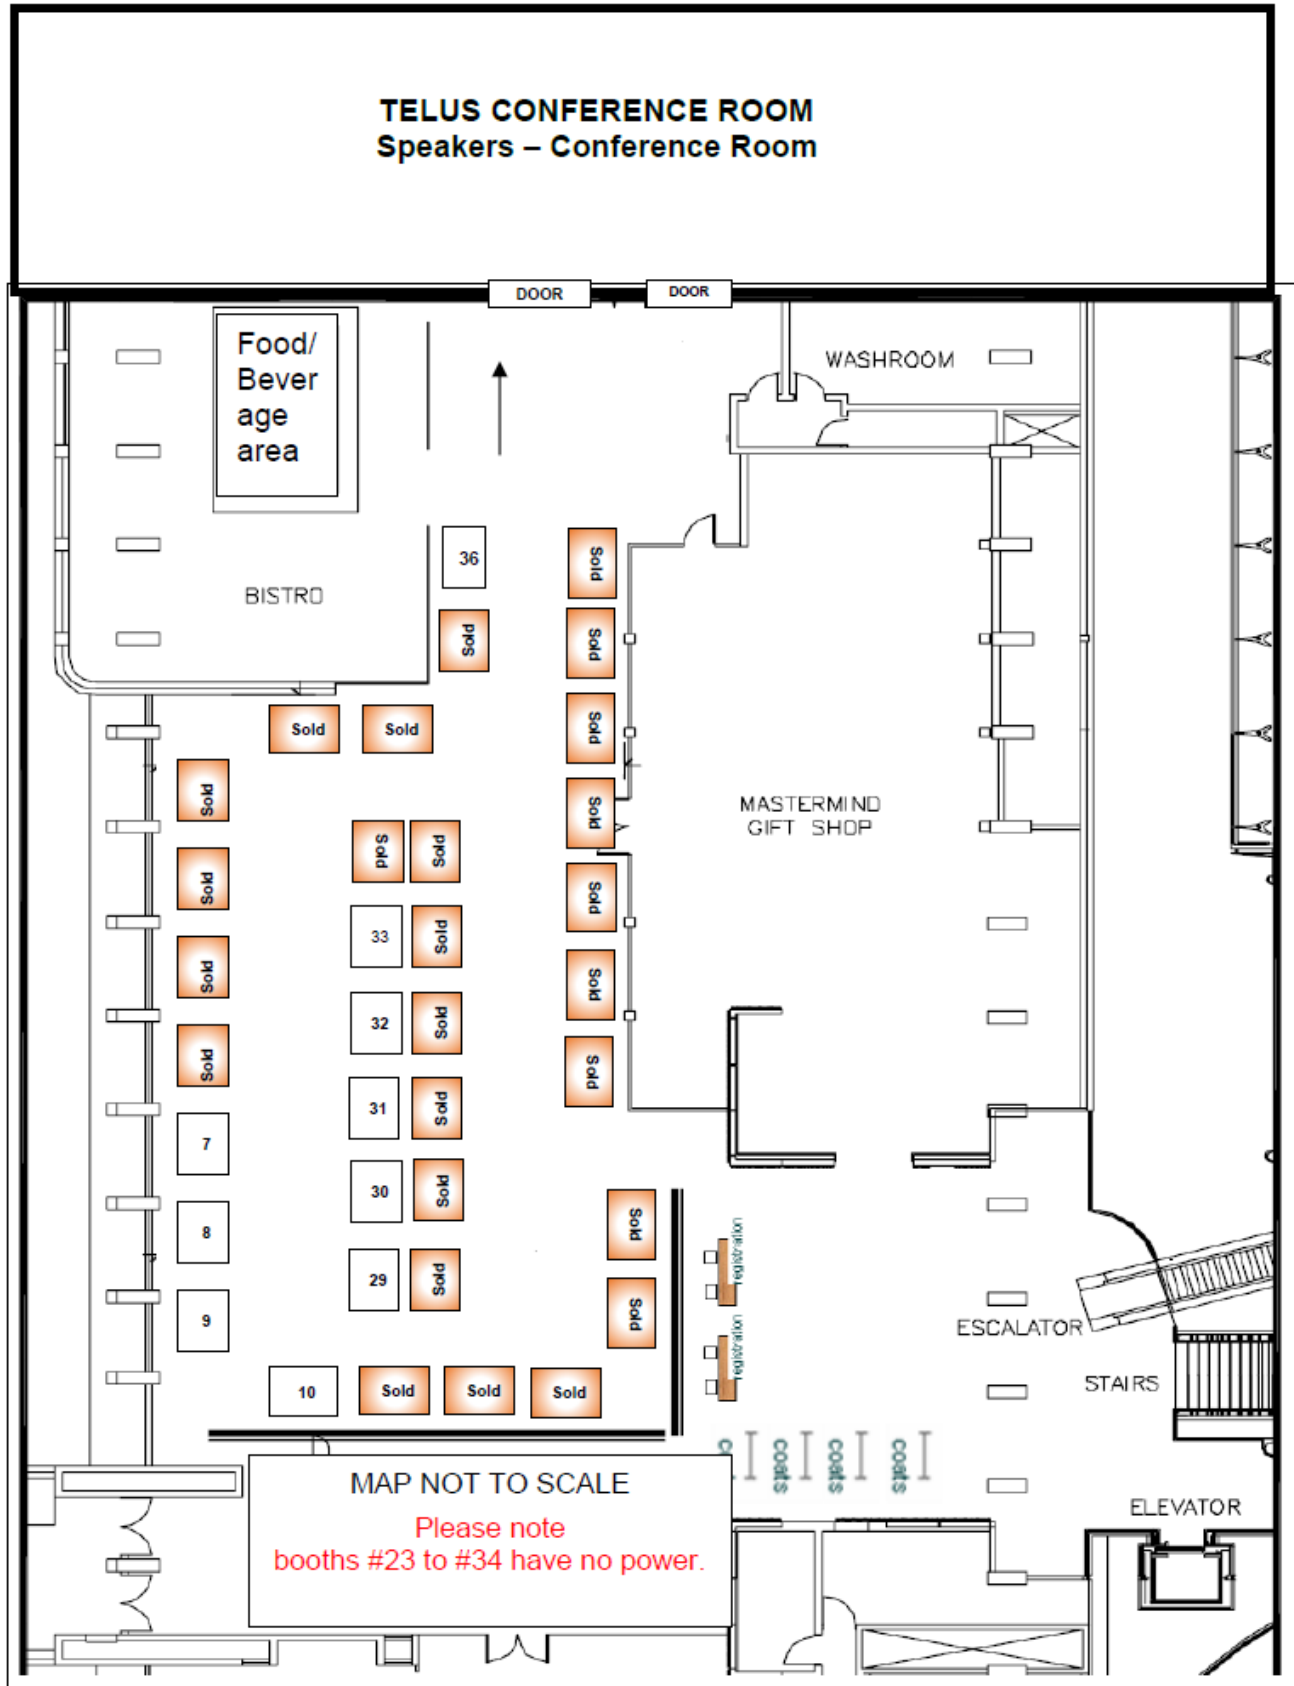 TELUS CONFERENCE ROOM
Speakers – Conference Room
DOOR
DOOR
Food/
Bever
age
area
WASHROOM
BISTRO
36
Sold
Sold
Sold
Sold
Sold
Sold
Sold
Sold
Sold
Sold
MASTERMIND
GIFT SHOP
Sold
Sold
Sold
Sold
Sold
Sold
33
Sold
32
Sold
31
Sold
30
Sold
29
Sold
7
8
9
Sold
Sold
10
Sold
Sold
Sold
registration
registration
ESCALATOR
STAIRS
coats
coats
coats
ELEVATOR
MAP NOT TO SCALE
Please note
booths #23 to #34 have no power.